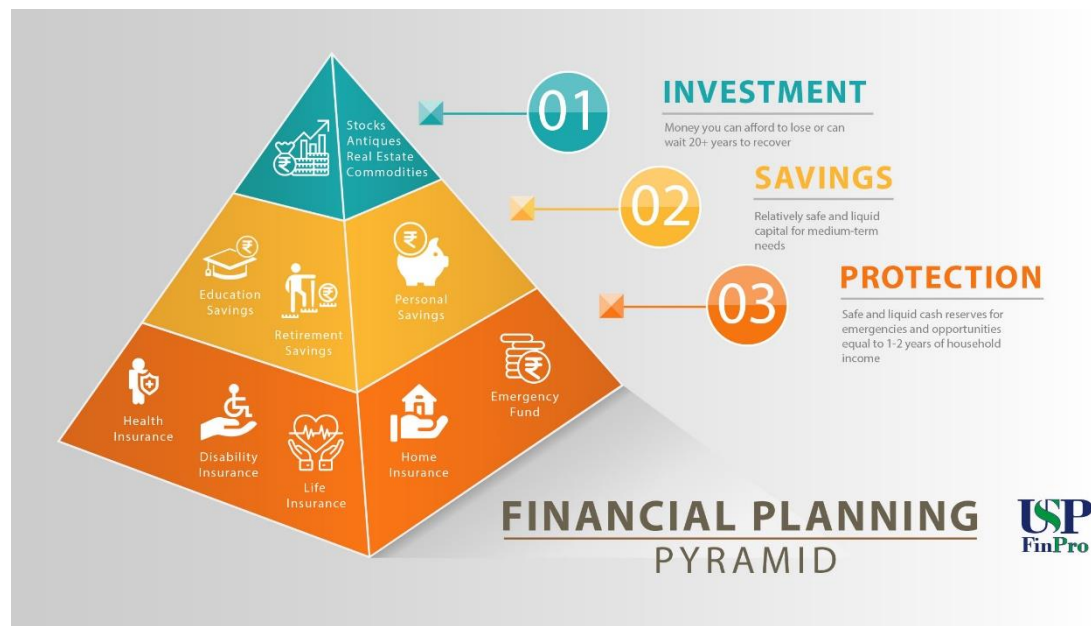 Stocks
Antiques
Real Estate
Commodities
Education
Savings
Retirement
Savings
Personal
Savings
Health
Insurance
Disability
Insurance
Life
Insurance
Home
Insurance
Emergency
Fund
01
INVESTMENT
Money you can afford to lose or can
wait 20+ years to recover
02
SAVINGS
Relatively safe and liquid
capital for medium-term
needs
03
PROTECTION
Safe and liquid cash reserves for
emergencies and opportunities
equal to 1-2 years of household
income
FINANCIAL PLANNING
PYRAMID
USP
FinPro